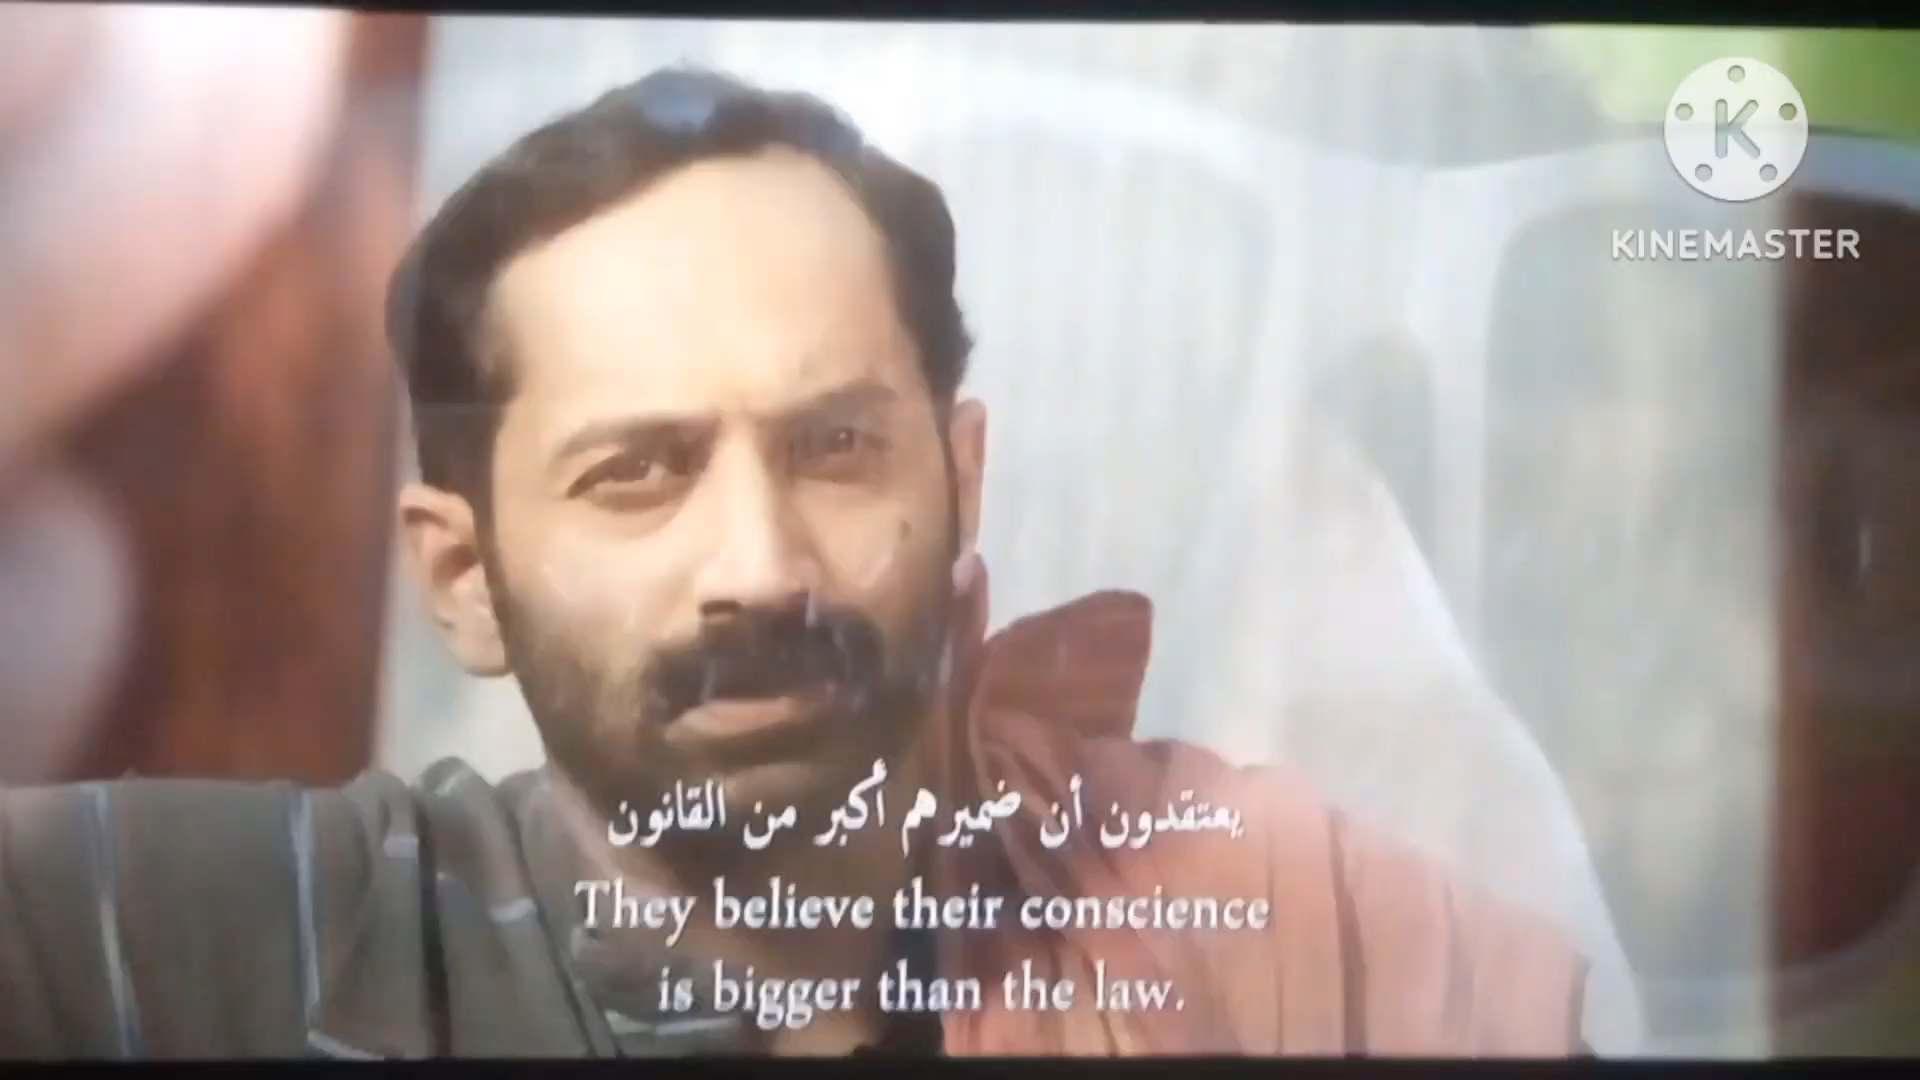 K
KINEMASTER
يعتقدون أن ضميرهم أكبر من القانون
They believe their conscience
is bigger than the law.